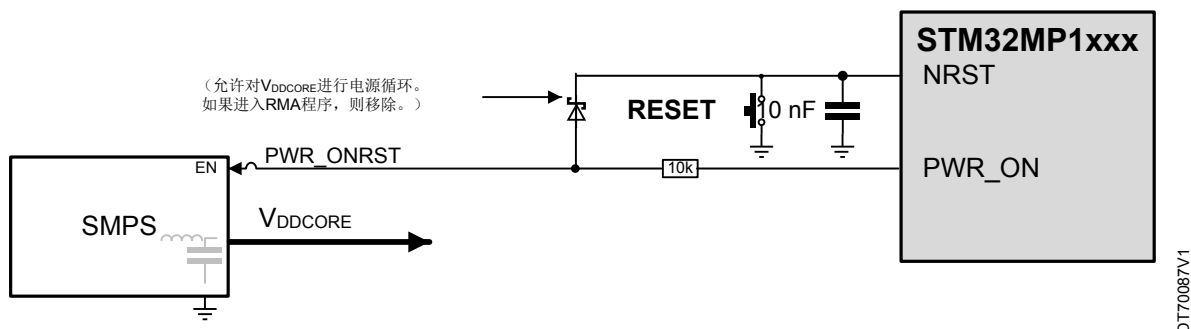 STM32MP1xxx
NRST
（允许对VDDCORE进行电源循环。
如果进入RMA程序，则移除。）
RESET
10 nF
PWR_ONRST
EN
10k
PWR_ON
SMPS
VDDCORE
DT70087V1